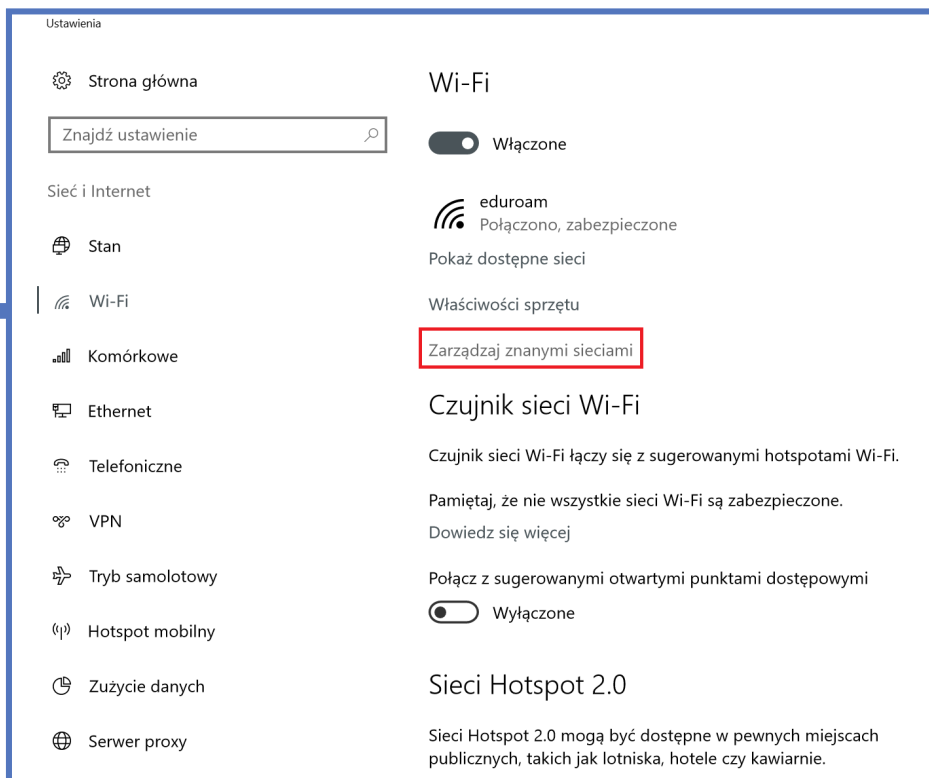 Ustawienia
Strona główna
Znajdź ustawienie
Sieć i Internet
Stan
Wi-Fi
Komórkowe
Ethernet
Telefoniczne
VPN
Tryb samolotowy
Hotspot mobilny
Zużycie danych
Serwer proxy
Wi-Fi
Włączone
eduroam
Połączono, zabezpieczone
Pokaż dostępne sieci
Właściwości sprzętu
Zarządzaj znanymi sieciami
Czujnik sieci Wi-Fi
Czujnik sieci Wi-Fi łączy się z sugerowanymi hotspotami Wi-Fi.
Pamiętaj, że nie wszystkie sieci Wi-Fi są zabezpieczone.
Dowiedz się więcej
Połącz z sugerowanymi otwartymi punktami dostępowymi
Wyłączone
Sieci Hotspot 2.0
Sieci Hotspot 2.0 mogą być dostępne w pewnych miejscach
publicznych, takich jak lotniska, hotele czy kawiarnie.